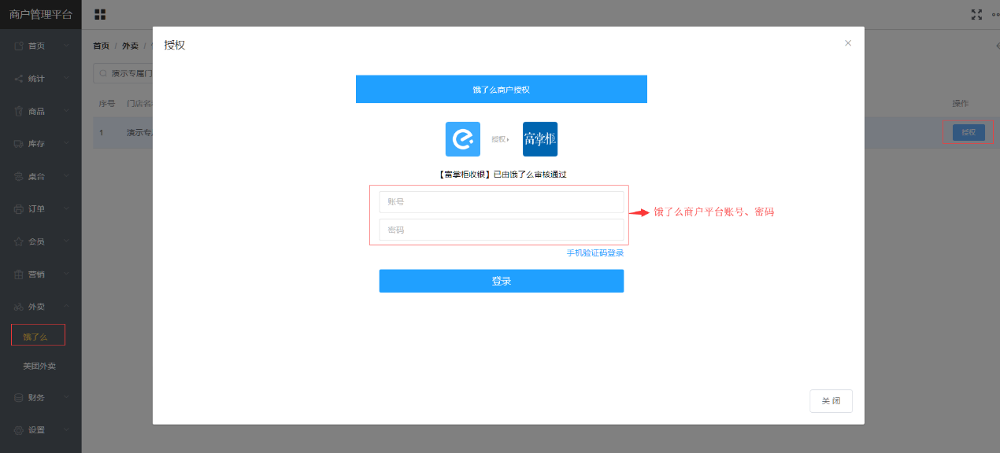 商户管理平台
首页
统计
商品
库存
桌台
订单
会员
营销
外卖
饿了么
美团外卖
财务
设置
首页 / 外卖 /
演示专属门
序号 门店名
操作
1 演示专
授权
授权
饿了么商户授权
授权
富掌柜
【富掌柜收银】已由饿了么审核通过
账号
密码
饿了么商户平台账号、密码
手机验证码登录
登录
关闭